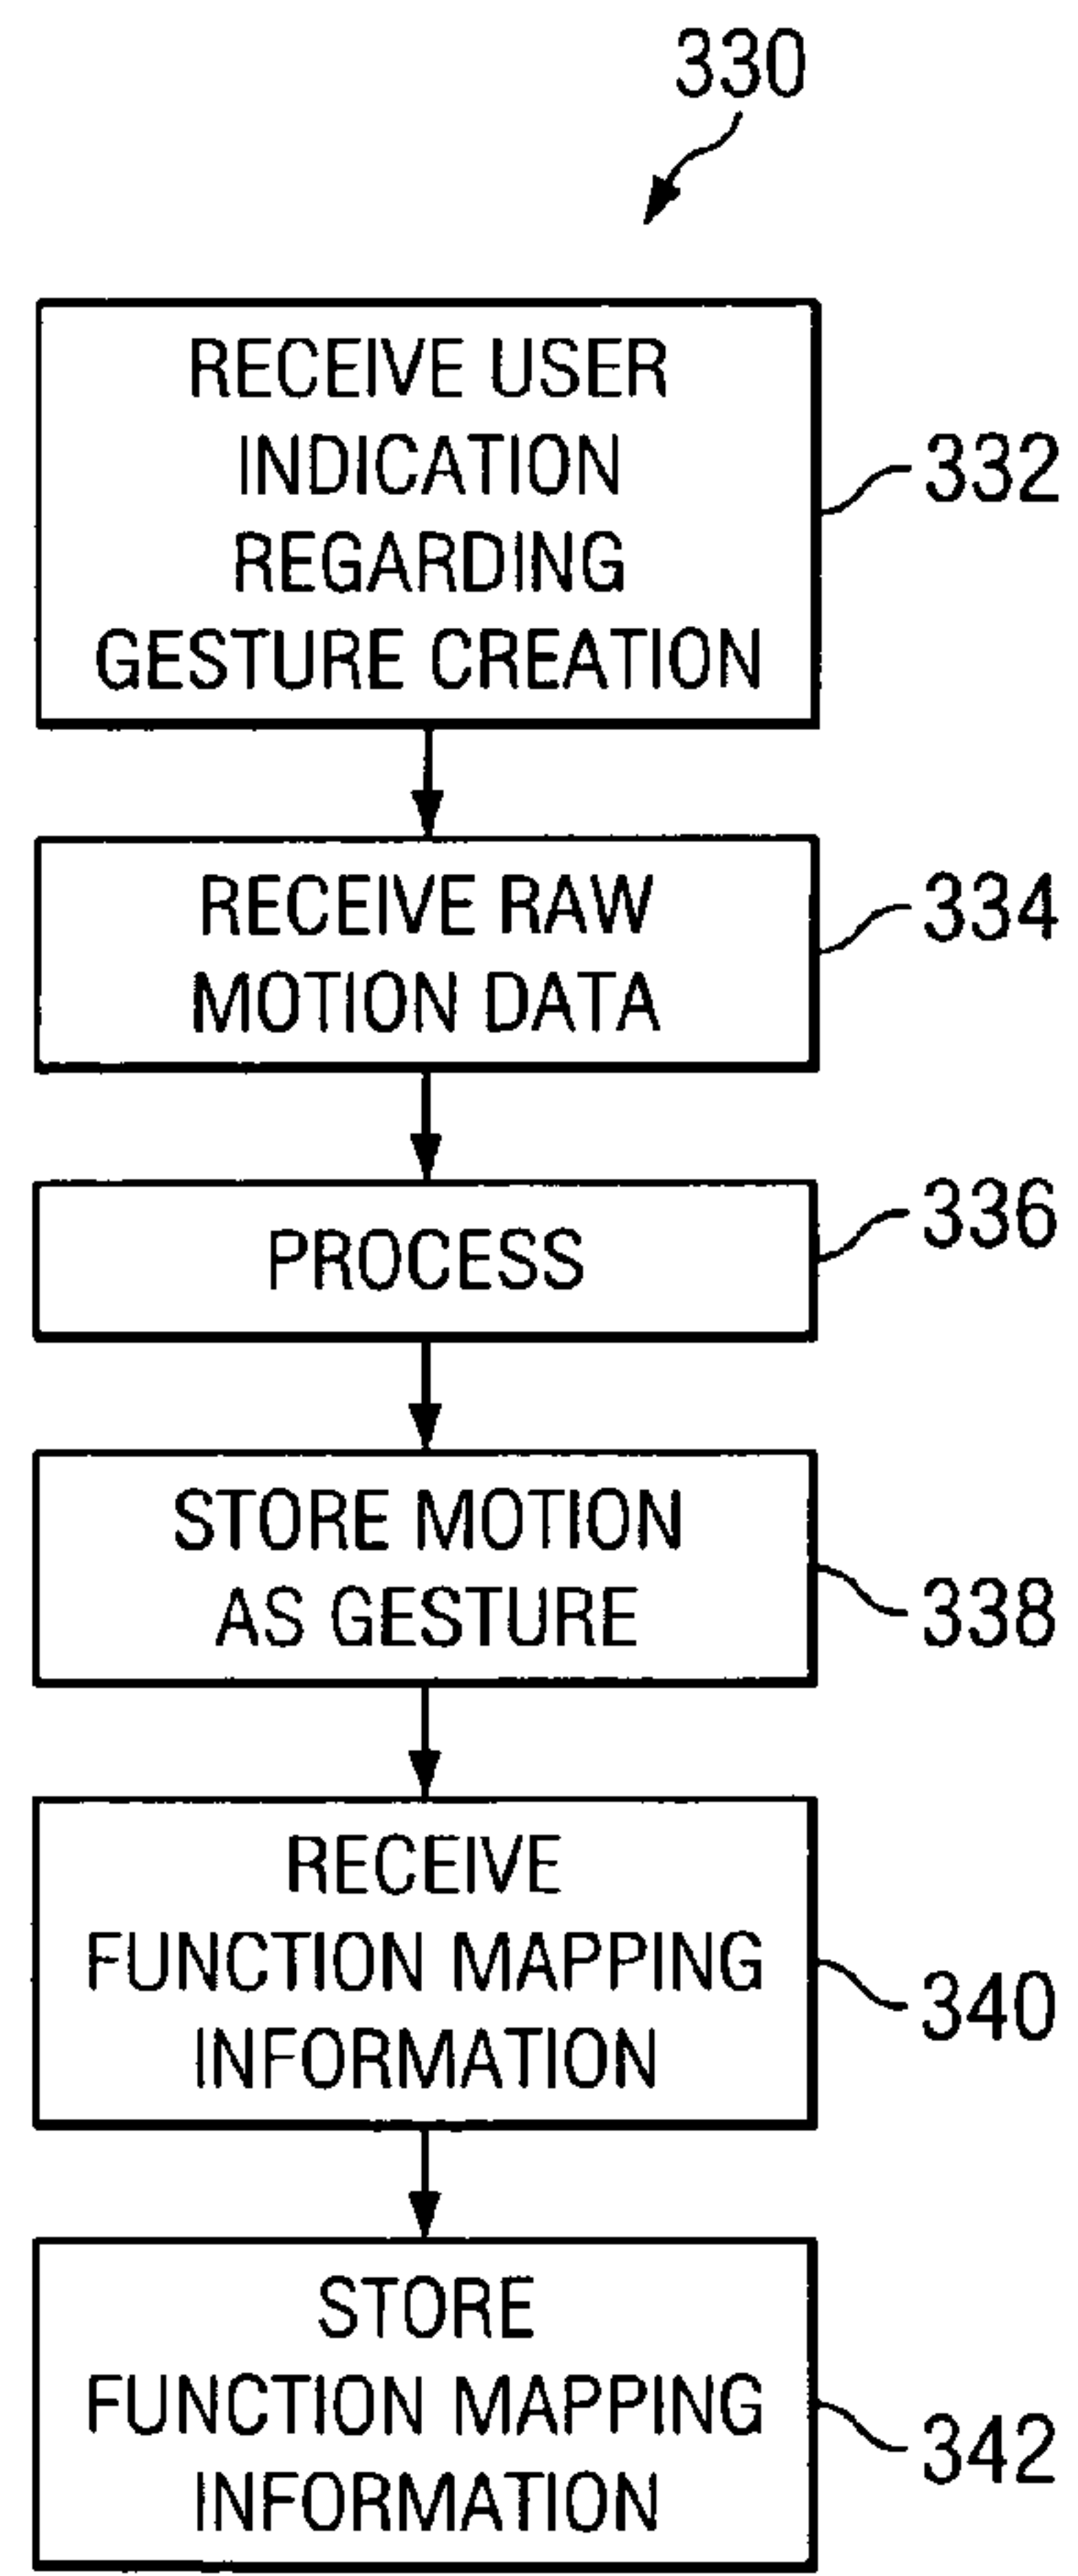 330
RECEIVE USER
INDICATION
REGARDING
GESTURE CREATION
332
RECEIVE RAW
MOTION DATA
334
PROCESS
336
STORE MOTION
AS GESTURE
338
RECEIVE
FUNCTION MAPPING
INFORMATION
340
STORE
FUNCTION MAPPING
INFORMATION
342